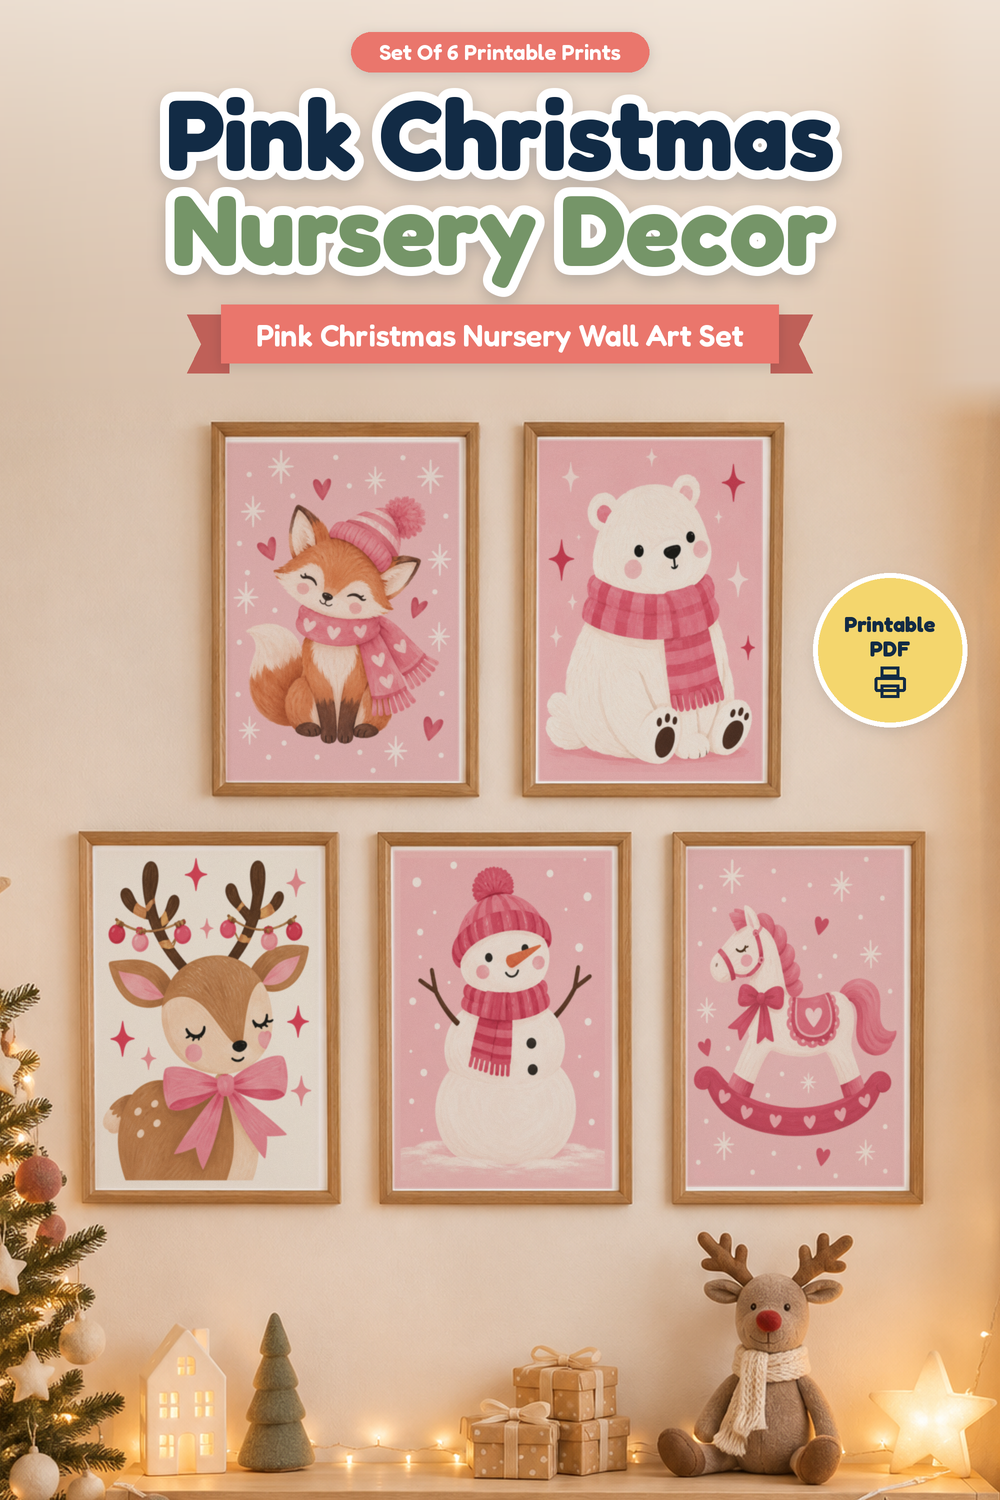 Set Of 6 Printable Prints
Pink Christmas
Nursery Decor
Pink Christmas Nursery Wall Art Set
Printable
PDF